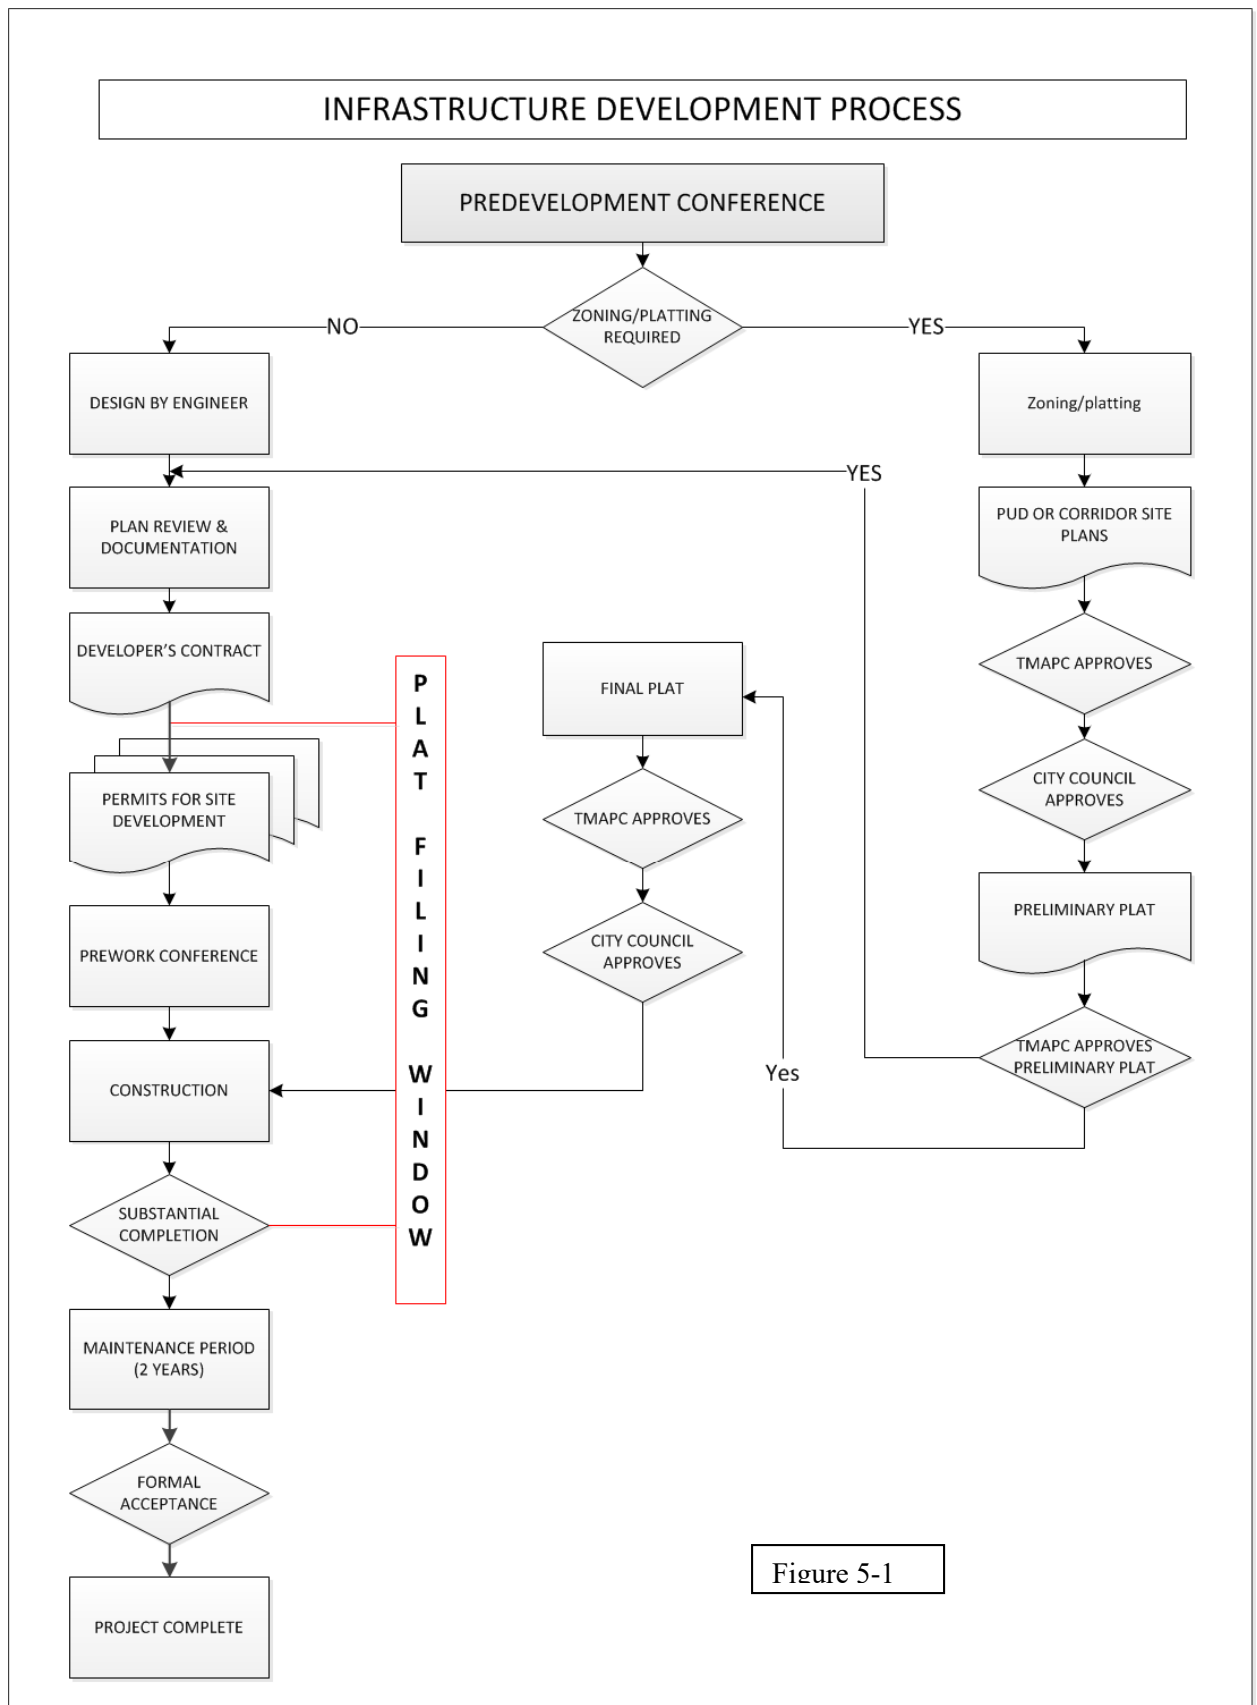 INFRASTRUCTURE DEVELOPMENT PROCESS
PREDEVELOPMENT CONFERENCE
ZONING/PLATTING
REQUIRED
NO
YES
DESIGN BY ENGINEER
Zoning/platting
YES
PLAN REVIEW &
DOCUMENTATION
PUD OR CORRIDOR SITE
PLANS
DEVELOPER'S CONTRACT
TMAPC APPROVES
CITY COUNCIL
APPROVES
PRELIMINARY PLAT
TMAPC APPROVES
PRELIMINARY PLAT
Yes
FINAL PLAT
TMAPC APPROVES
CITY COUNCIL
APPROVES
PLAT FILING WINDOW
PERMITS FOR SITE
DEVELOPMENT
PREWORK CONFERENCE
CONSTRUCTION
SUBSTANTIAL
COMPLETION
MAINTENANCE PERIOD
(2 YEARS)
FORMAL
ACCEPTANCE
PROJECT COMPLETE
Figure 5-1